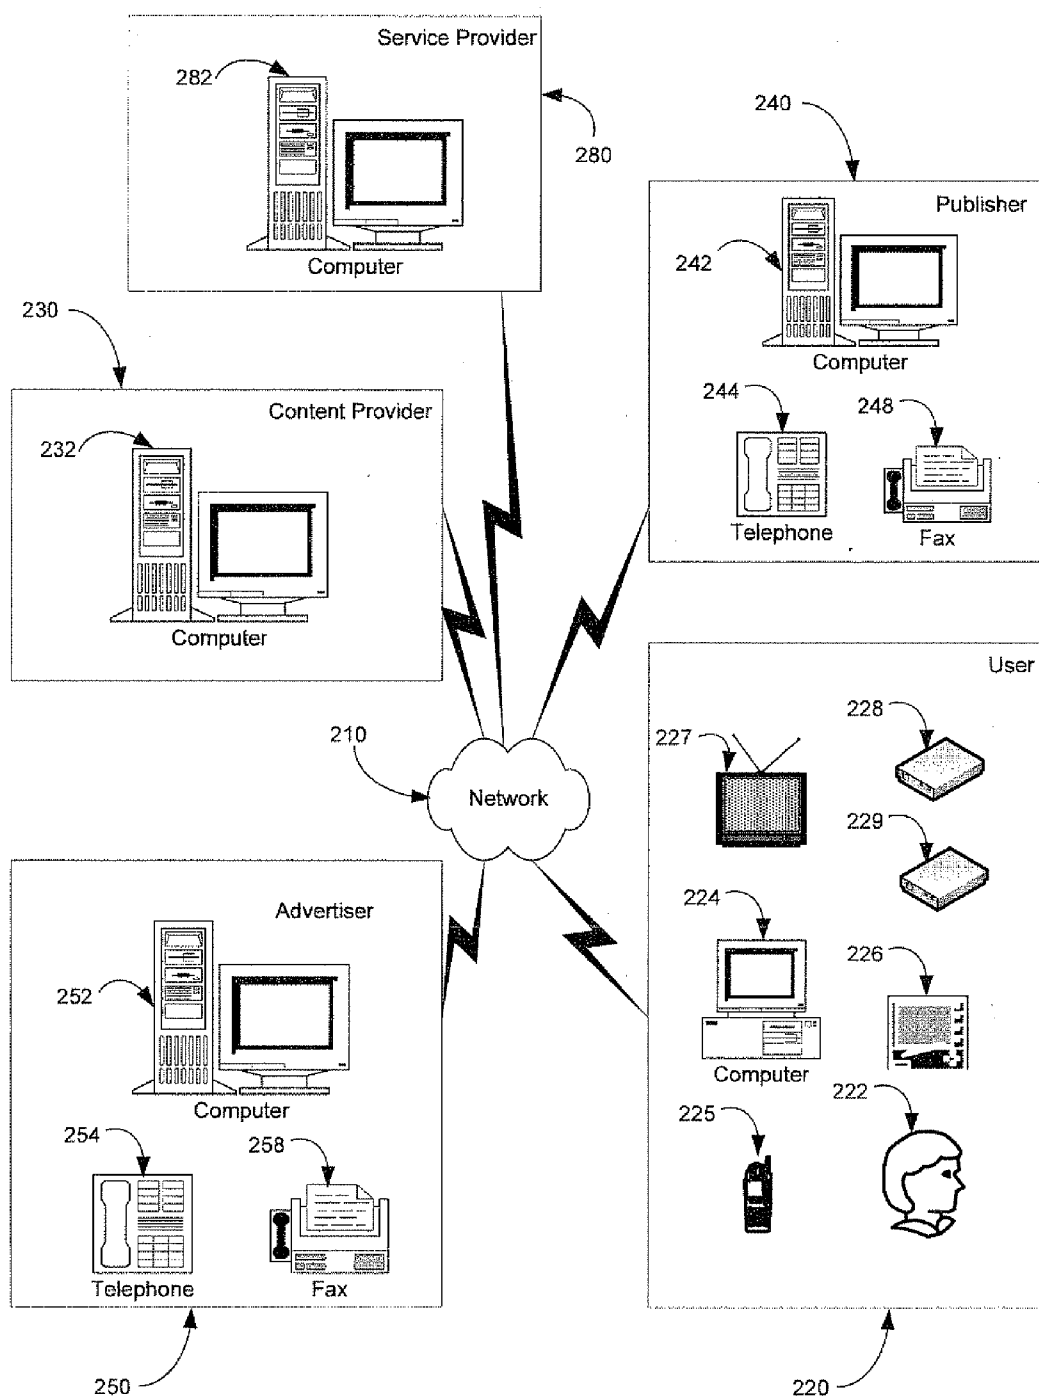 Service Provider
282
280
Computer
240
Publisher
242
Computer
244
248
Telephone
Fax
230
Content Provider
232
Computer
210
Network
User
227
228
229
224
226
Computer
225
222
220
Advertiser
252
Computer
254
258
Telephone
Fax
250